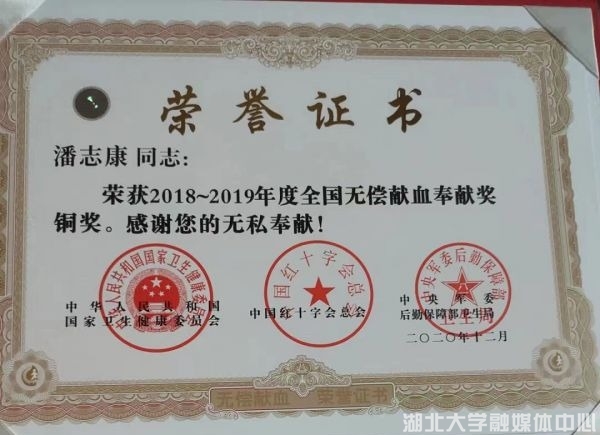 荣誉证书
潘志康 同志：
荣获2018~2019年度全国无偿献血奉献奖
铜奖。感谢您的无私奉献！
中华人民共和国
国家卫生健康委员会
中国红十字会总会
中央军委
后勤保障部卫生局
二〇二〇年十二月
无偿献血 荣誉证书
湖北大学融媒体中心